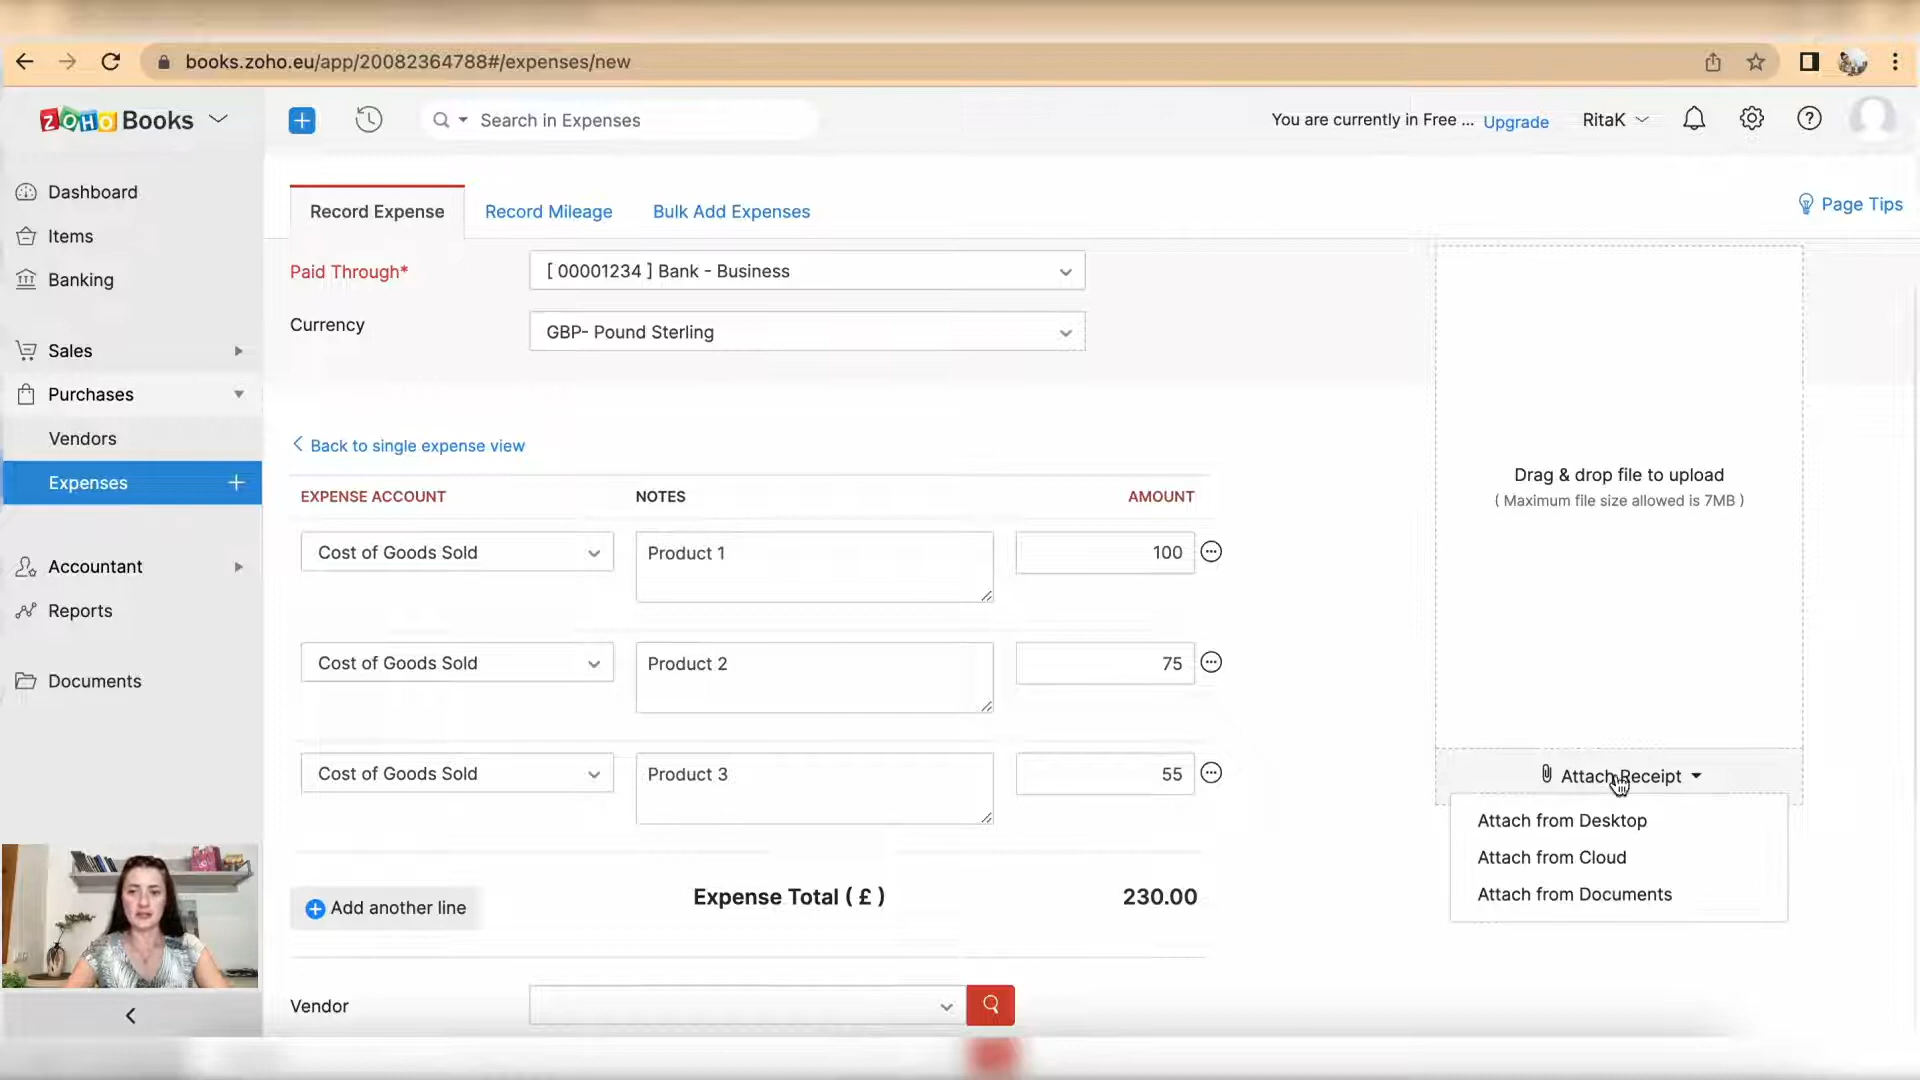 books.zoho.eu/app/20082364788#/expenses/new
ZOHO Books
Search in Expenses
You are currently in Free ... Upgrade
RitaK
Dashboard
Items
Banking
Sales
Purchases
Vendors
Expenses
Accountant
Reports
Documents
Record Expense
Record Mileage
Bulk Add Expenses
Page Tips
Paid Through*
[ 00001234 ] Bank - Business
Currency
GBP- Pound Sterling
Back to single expense view
EXPENSE ACCOUNT NOTES AMOUNT
Cost of Goods Sold Product 1 100
Cost of Goods Sold Product 2 75
Cost of Goods Sold Product 3 55
Add another line
Expense Total ( £ ) 230.00
Vendor
Drag & drop file to upload
( Maximum file size allowed is 7MB )
Attach Receipt
Attach from Desktop
Attach from Cloud
Attach from Documents